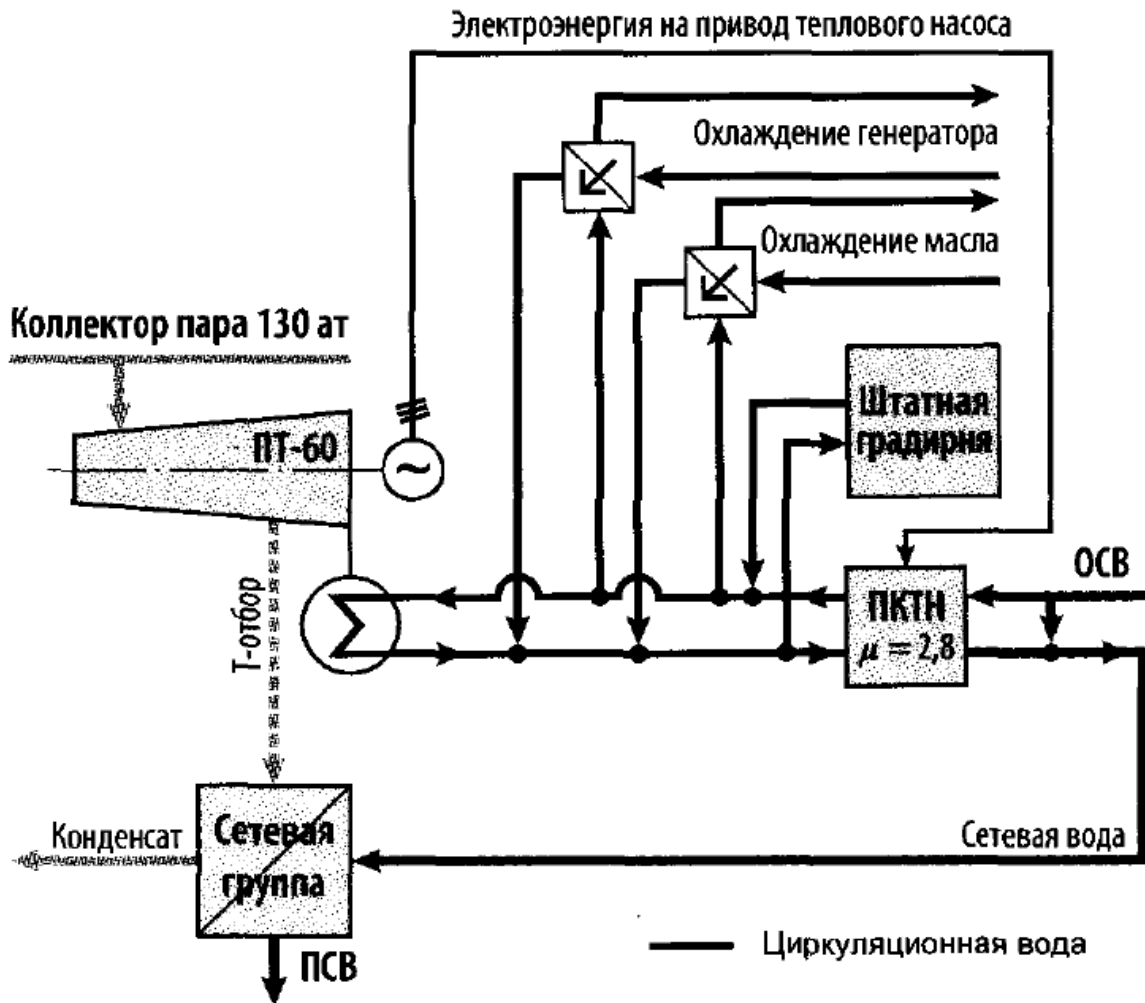 Электроэнергия на привод теплового насоса
Охлаждение генератора
Охлаждение масла
Коллектор пара 130 ат
Штатная
градирня
ПТ-60
~
ОСВ
ПКТН
μ = 2,8
Т-отбор
Сетевая
группа
Конденсат
Сетевая вода
Циркуляционная вода
ПСВ